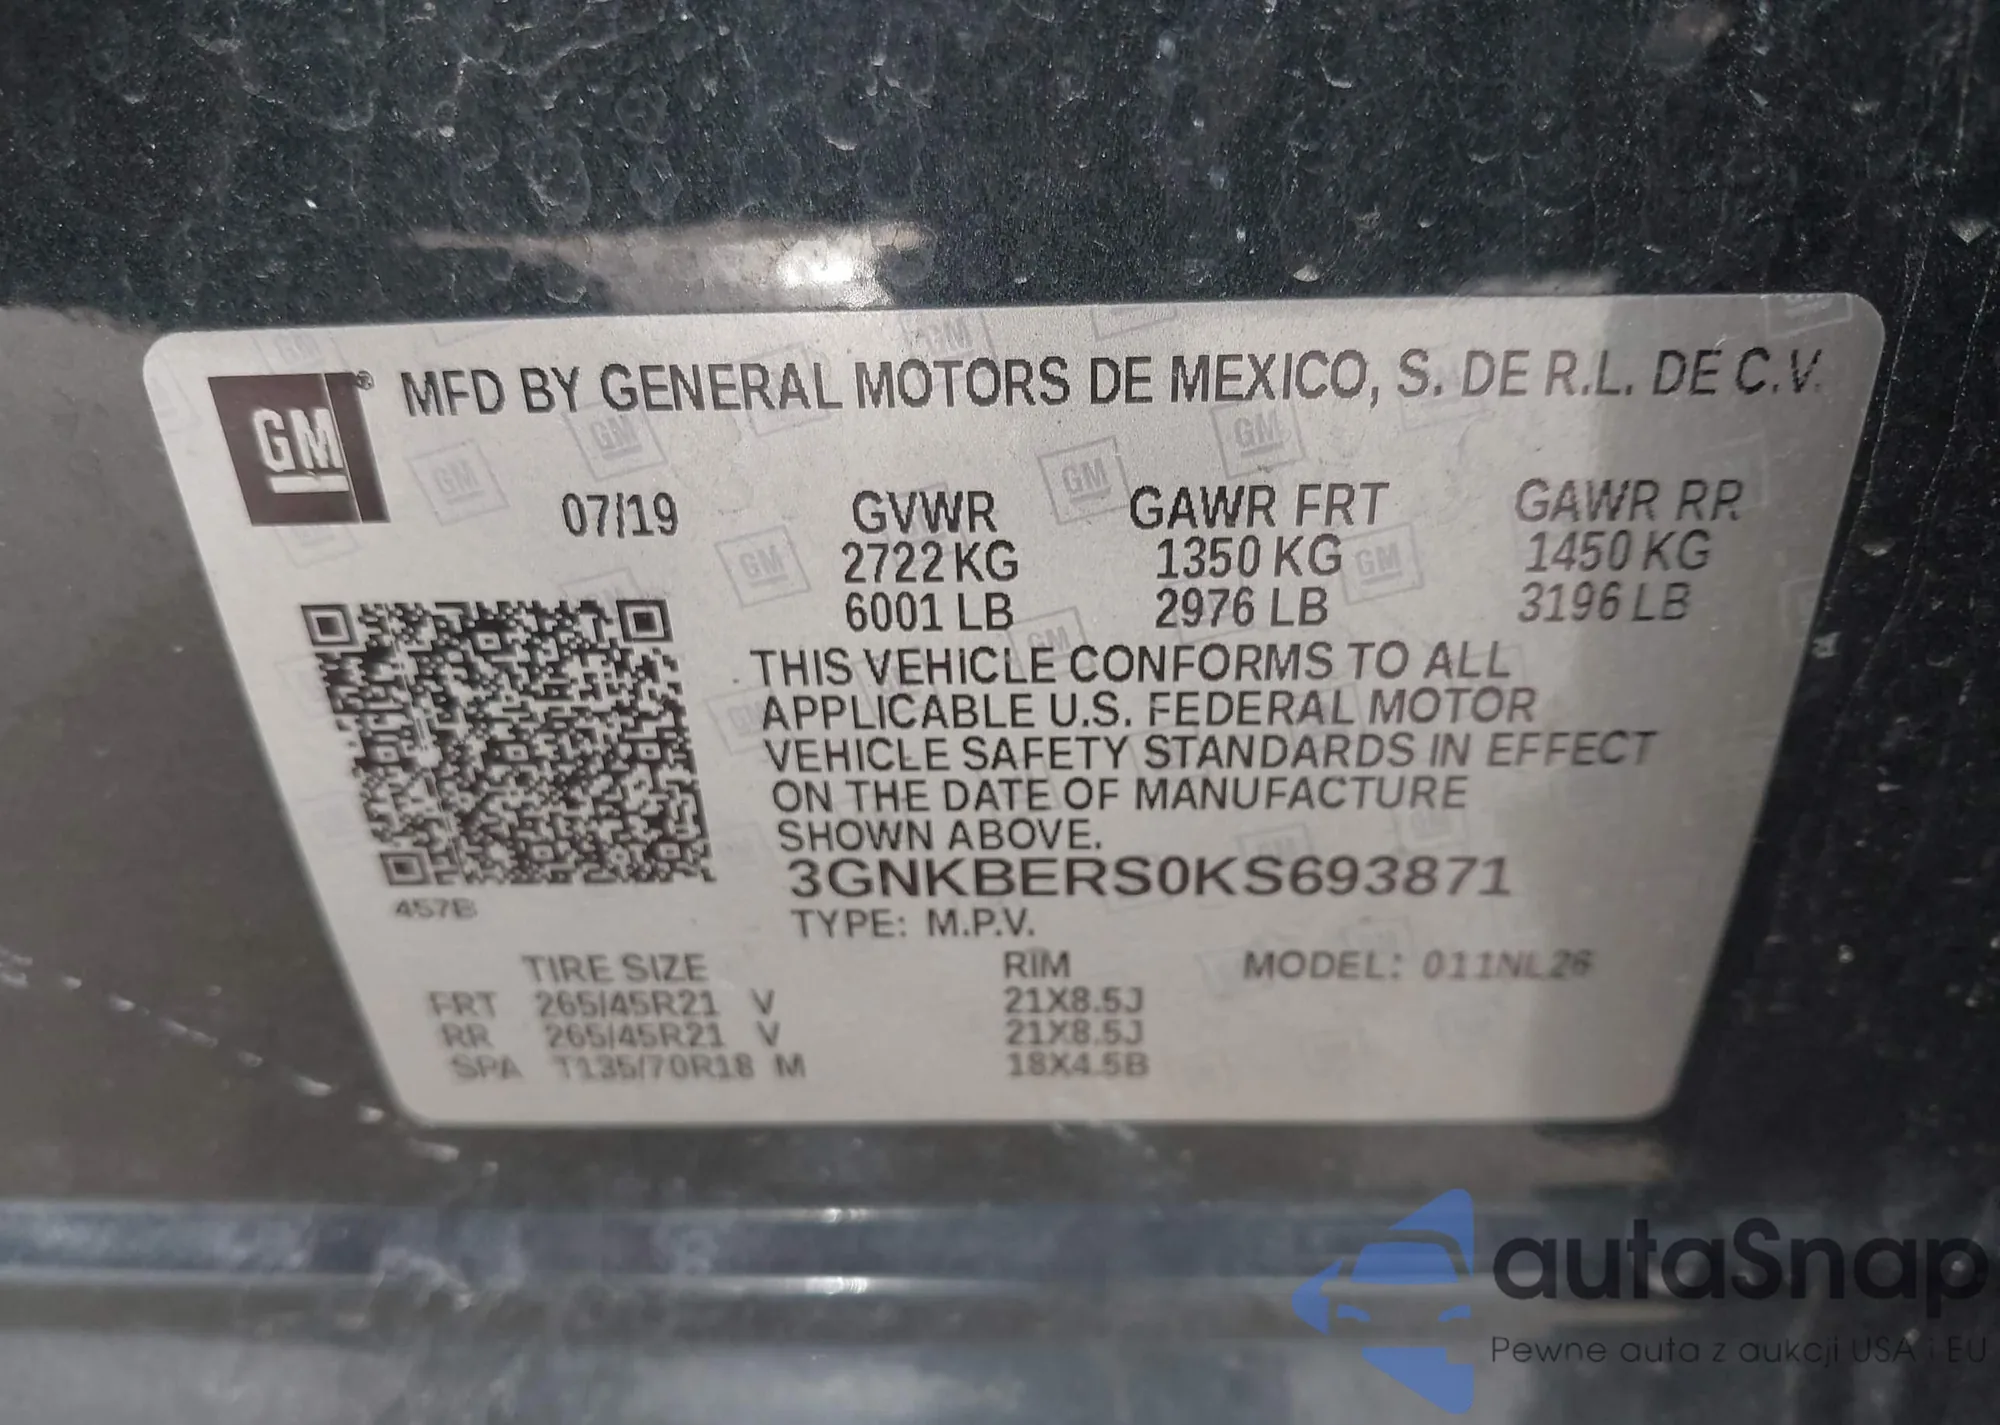 GM® MFD BY GENERAL MOTORS DE MEXICO, S. DE R.L. DE C.V.
07/19 GVWR GAWR FRT GAWR RR
2722 KG 1350 KG 1450 KG
6001 LB 2976 LB 3196 LB
THIS VEHICLE CONFORMS TO ALL
APPLICABLE U.S. FEDERAL MOTOR
VEHICLE SAFETY STANDARDS IN EFFECT
ON THE DATE OF MANUFACTURE
SHOWN ABOVE.
3GNKBERS0KS693871
457B
TYPE: M.P.V.
TIRE SIZE RIM MODEL: 011NL26
FRT 265/45R21 V 21X8.5J
RR 265/45R21 V 21X8.5J
SPA T135/70R18 M 18X4.5B
autaSnap
Pewne auta z aukcji USA i EU